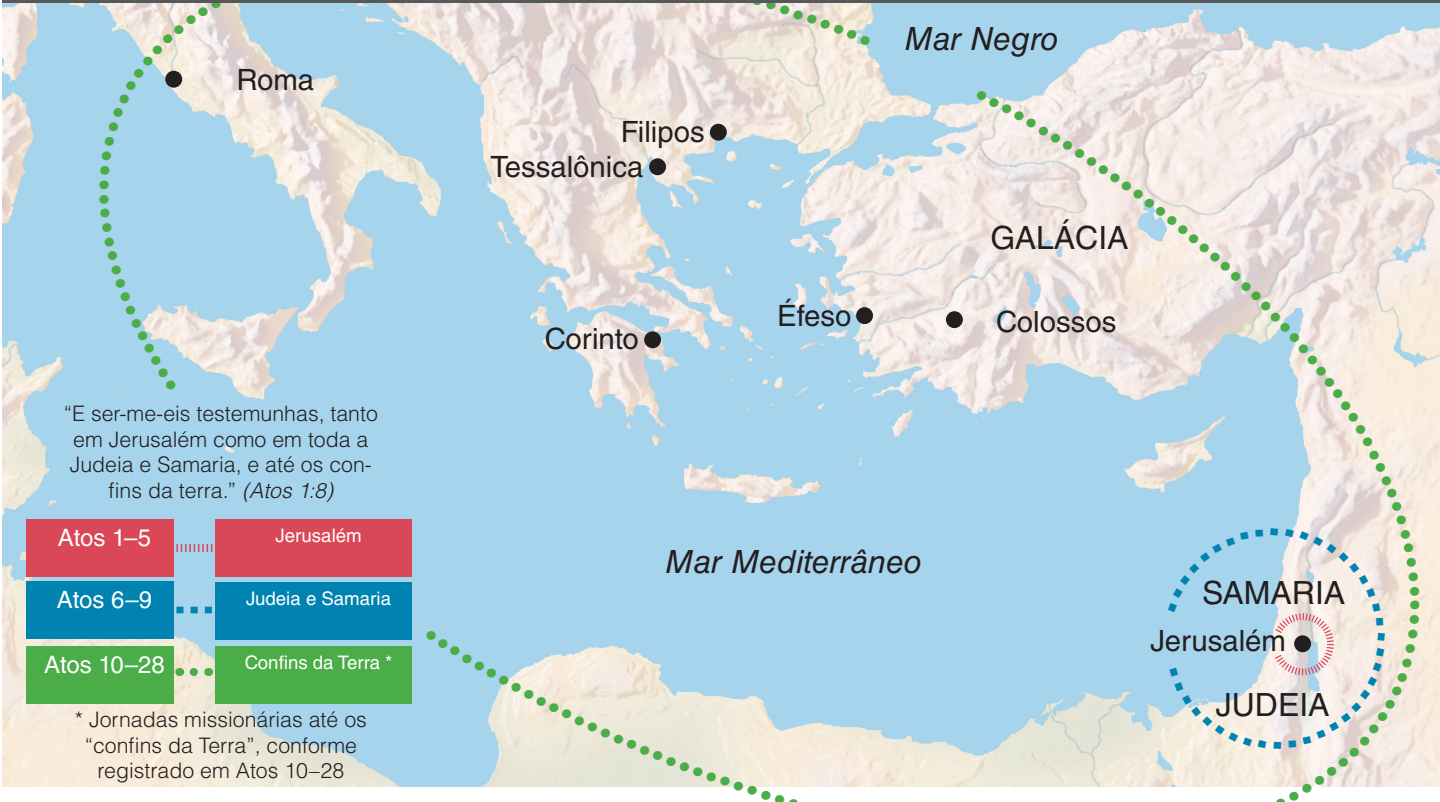 Mar Negro
Roma
Filipos
Tessalônica
GALÁCIA
Éfeso
Colossos
Corinto
“E ser-me-eis testemunhas, tanto
em Jerusalém como em toda a
Judeia e Samaria, e até os con-
fins da terra.” (Atos 1:8)
Atos 1–5
Jerusalém
Atos 6–9
Judeia e Samaria
Atos 10–28
Confins da Terra *
* Jornadas missionárias até os
“confins da Terra”, conforme
registrado em Atos 10–28
Mar Mediterrâneo
SAMARIA
Jerusalém
JUDEIA